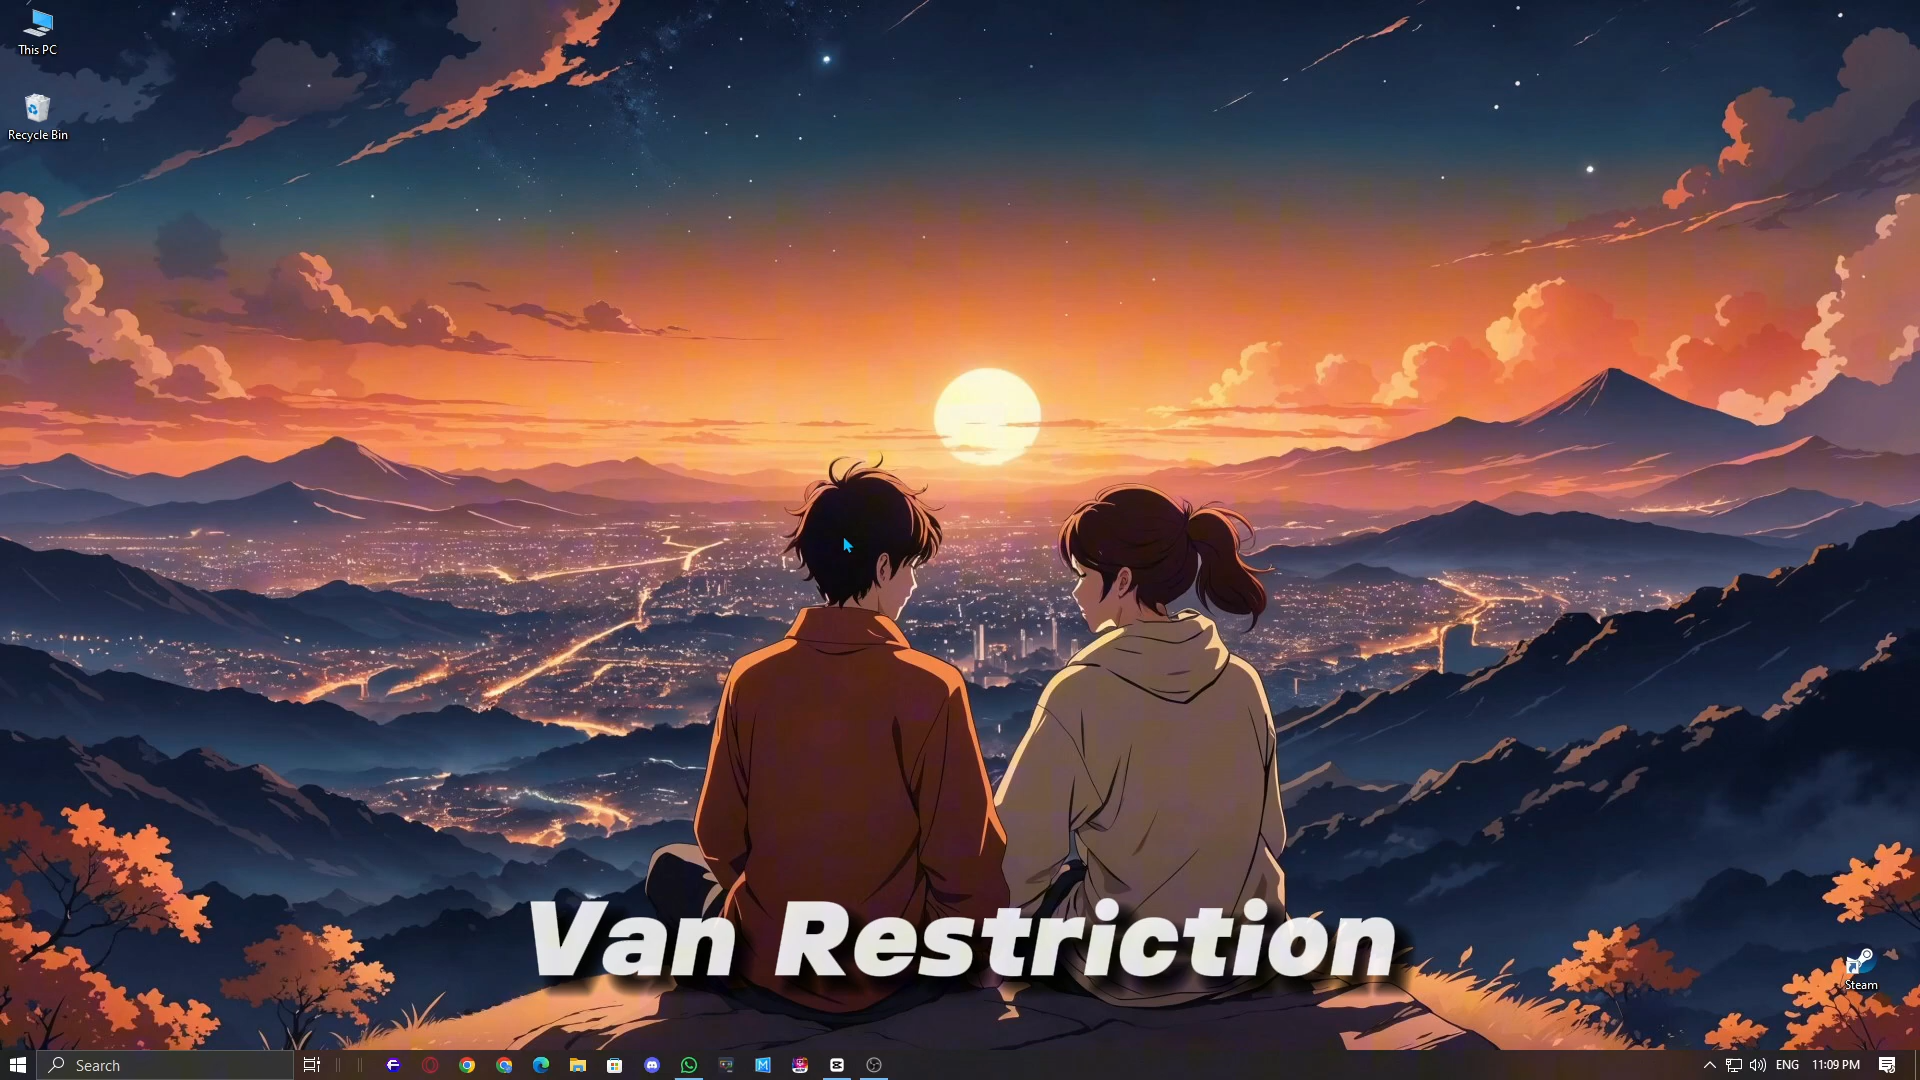 This PC
Recycle Bin
Van Restriction
Steam
Search
ENG
11:09 PM